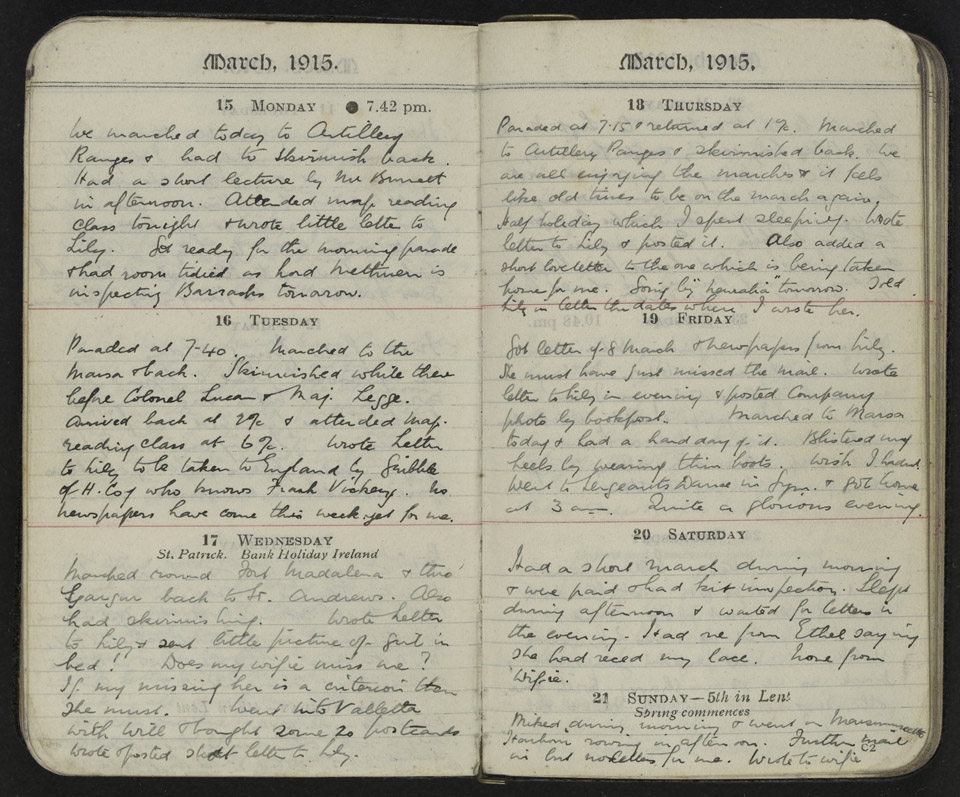 March, 1915.
15 MONDAY ● 7.42 pm.
We marched today to Artillery
Ranges & had to skirmish back.
Had a short lecture by Mr Burnett
in afternoon. Attended map reading
class tonight & wrote little letter to
Lily. Got ready for the morning parade
& had room tidied as Lord Methuen is
inspecting Barracks tomorrow.
16 TUESDAY
Paraded at 7-40. Marched to the
Marsa & back. Skirmished while there
before Colonel Lucan & Maj. Legge.
Arrived back at 2% & attended Map-
reading class at 6%. Wrote Letter
to Lily to be taken to England by Gribble
of H. Coy who knows Frank Vickery. No
newspapers have come this week yet for me.
17 WEDNESDAY
St. Patrick. Bank Holiday Ireland
Marched round Fort Madalena & thro'
Gargur back to St. Andrews. Also
had skirmishing. Wrote letter
to Lily & sent little picture of girl in
bed! Does my wifie miss me?
If my missing her is a criterion then
she must. Went into Valletta
with Will & bought some 20 postcards
wrote & posted short letter to Lily.
March, 1915.
18 THURSDAY
Paraded at 7.15 & returned at 1%. Marched
to Artillery Ranges & skirmished back. We
are all enjoying the marches & it feels
like old times to be on the march again.
Half holiday which I spent sleeping. Wrote
letter to Lily & posted it. Also added a
short love letter to the one which is being taken
home for me. Going by "  " tomorrow. Told
Lily in letter the dates where I wrote her.
19 FRIDAY
Got letter of 8 March & newspapers from Lily.
She must have just missed the mail. Wrote
letter to Lily in evening & posted Company
photo by bookpost. Marched to Marsa
today & had a hard day of it. Blistered my
heels by wearing thin boots. Wish I hadn't.
Went to Sergeants Dance in Gym. & got home
at 3 am. Quite a glorious evening.
20 SATURDAY
Had a short march during morning
& were paid & had kit inspection. Slept
during afternoon & waited for letters in
the evening. Had one from Ethel saying
she had reced my lace. None from
'Wifie.
21 SUNDAY—5th in Lent
Spring commences
during morning & went on
Harbour rowing in afternoon. Further mail
in but no letters for me. Wrote to wifie
C2